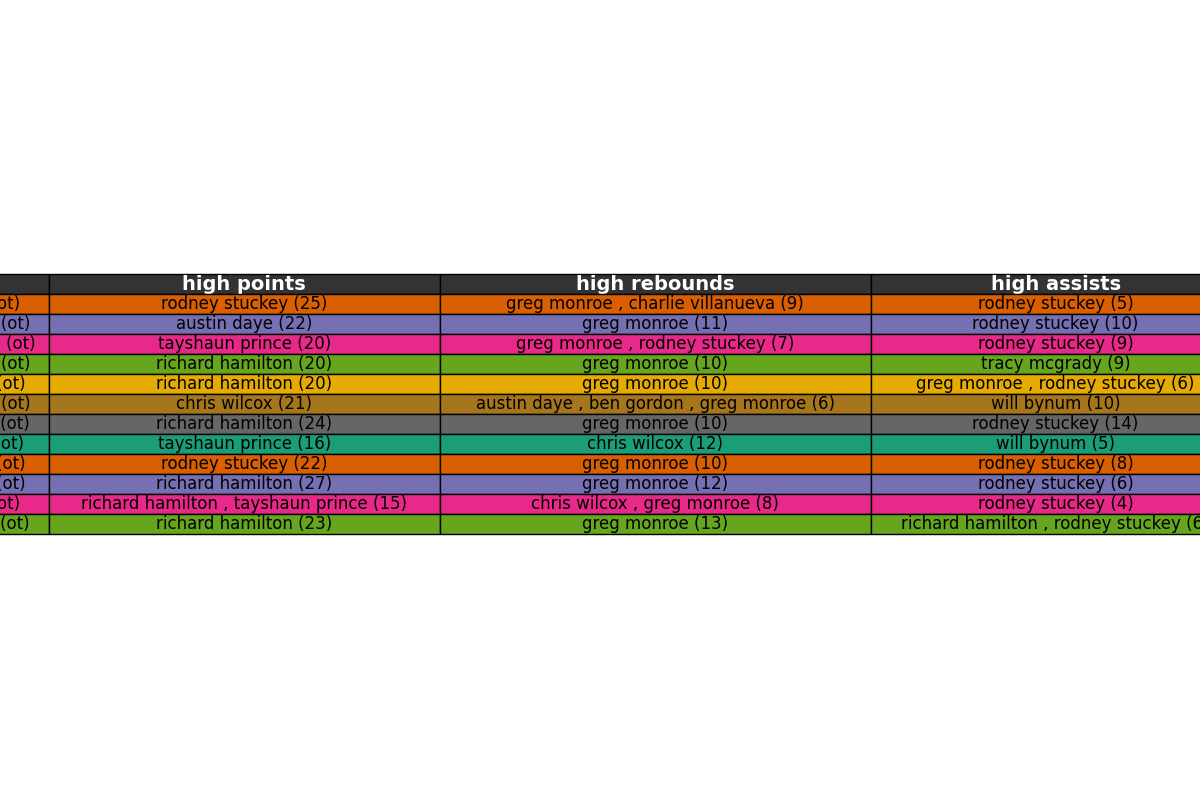 high points high rebounds high assists
ot) rodney stuckey (25) greg monroe , charlie villanueva (9) rodney stuckey (5)
(ot) austin daye (22) greg monroe (11) rodney stuckey (10)
(ot) tayshaun prince (20) greg monroe , rodney stuckey (7) rodney stuckey (9)
(ot) richard hamilton (20) greg monroe (10) tracy mcgrady (9)
(ot) richard hamilton (20) greg monroe (10) greg monroe , rodney stuckey (6)
(ot) chris wilcox (21) austin daye , ben gordon , greg monroe (6) will bynum (10)
(ot) richard hamilton (24) greg monroe (10) rodney stuckey (14)
ot) tayshaun prince (16) chris wilcox (12) will bynum (5)
(ot) rodney stuckey (22) greg monroe (10) rodney stuckey (8)
(ot) richard hamilton (27) greg monroe (12) rodney stuckey (6)
ot) richard hamilton , tayshaun prince (15) chris wilcox , greg monroe (8) rodney stuckey (4)
(ot) richard hamilton (23) greg monroe (13) richard hamilton , rodney stuckey (6